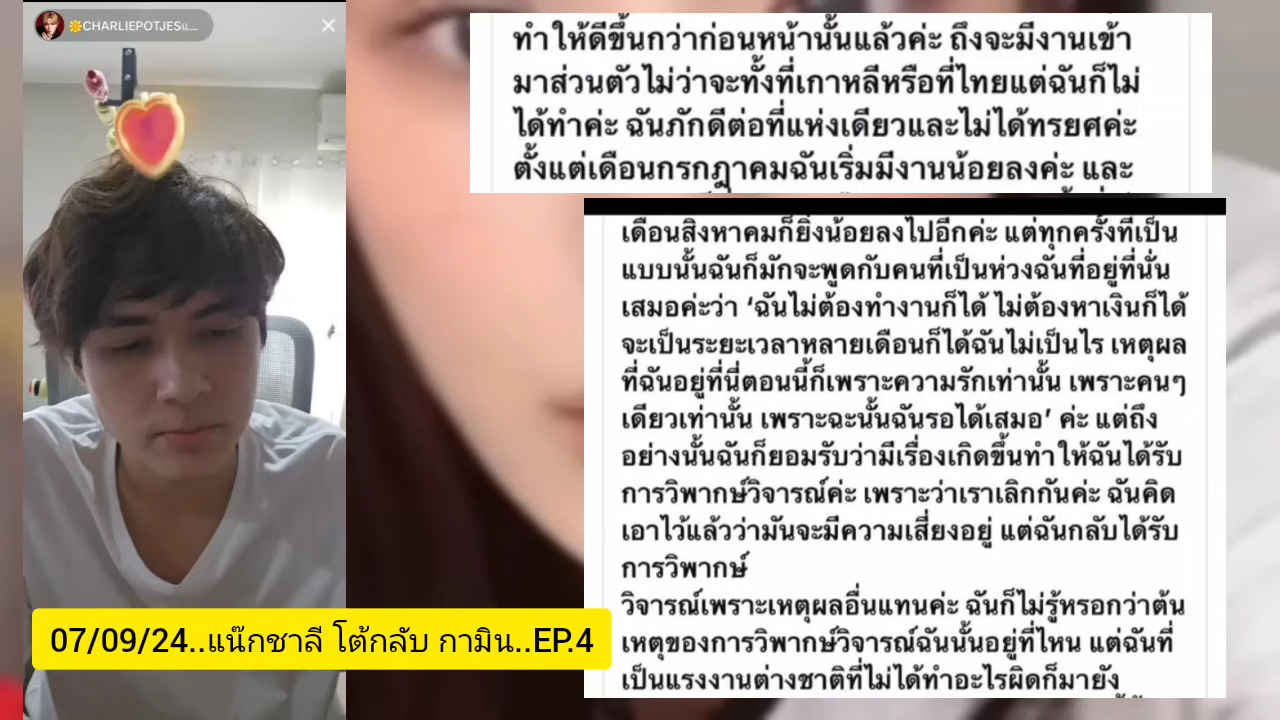 🌼CHARLIEPOTJESแ...
ทำให้ดีขึ้นกว่าก่อนหน้านั้นแล้วค่ะ ถึงจะมีงานเข้า
มาส่วนตัวไม่ว่าจะทั้งที่เกาหลีหรือที่ไทยแต่ฉันก็ไม่
ได้ทำค่ะ ฉันภักดีต่อที่แห่งเดียวและไม่ได้ทรยศค่ะ
ตั้งแต่เดือนกรกฎาคมฉันเริ่มมีงานน้อยลงค่ะ และ
เดือนสิงหาคมก็ยิ่งน้อยลงไปอีกค่ะ แต่ทุกครั้งที่เป็น
แบบนั้นฉันก็มักจะพูดกับคนที่เป็นห่วงฉันที่อยู่ที่นั่น
เสมอค่ะว่า ‘ฉันไม่ต้องทำงานก็ได้ ไม่ต้องหาเงินก็ได้
จะเป็นระยะเวลาหลายเดือนก็ได้ฉันไม่เป็นไร เหตุผล
ที่ฉันอยู่ที่นี่ตอนนี้ก็เพราะความรักเท่านั้น เพราะคนๆ
เดียวเท่านั้น เพราะฉะนั้นฉันรอได้เสมอ’ ค่ะ แต่ถึง
อย่างนั้นฉันก็ยอมรับว่ามีเรื่องเกิดขึ้นทำให้ฉันได้รับ
การวิพากษ์วิจารณ์ค่ะ เพราะว่าเราเลิกกันค่ะ ฉันคิด
เอาไว้แล้วว่ามันจะมีความเสี่ยงอยู่ แต่ฉันกลับได้รับ
การวิพากษ์
วิจารณ์เพราะเหตุผลอื่นแทนค่ะ ฉันก็ไม่รู้หรอกว่าต้น
เหตุของการวิพากษ์วิจารณ์ฉันนั้นอยู่ที่ไหน แต่ฉันที่
เป็นแรงงานต่างชาติที่ไม่ได้ทำอะไรผิดก็มายัง
07/09/24..แน๊กชาลี โต้กลับ กามิน..EP.4